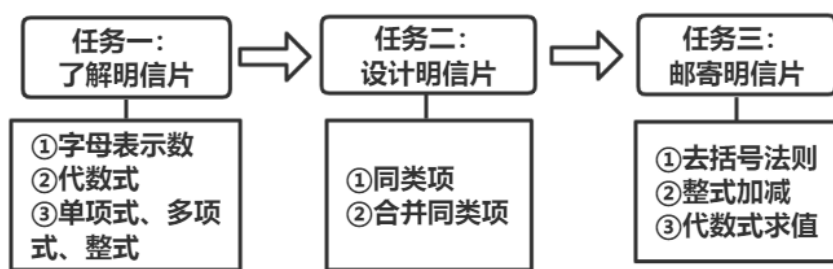 任务一：
了解明信片
任务二：
设计明信片
任务三：
邮寄明信片
①字母表示数
②代数式
③单项式、多项
式、整式
①同类项
②合并同类项
①去括号法则
②整式加减
③代数式求值